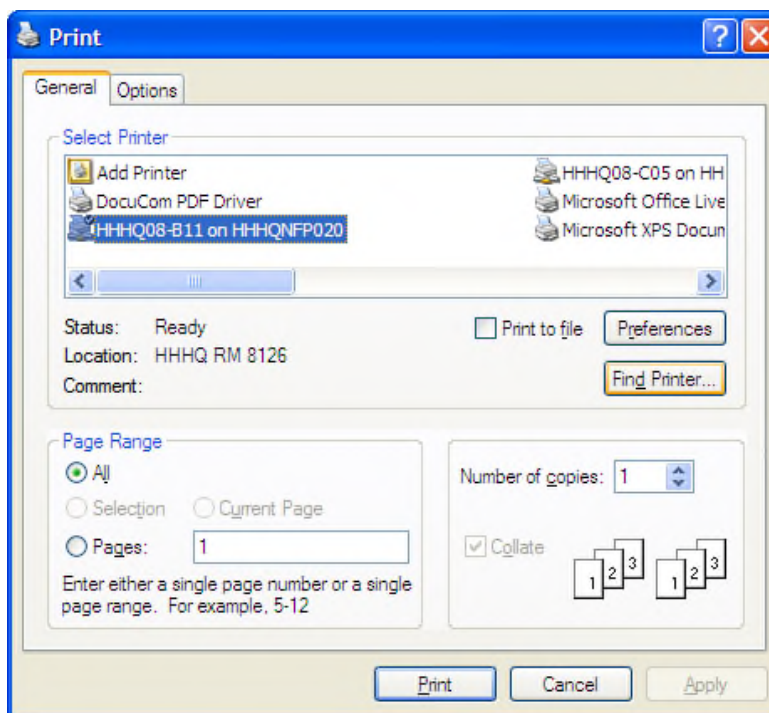 Print
General Options
Select Printer
Add Printer
DocuCom PDF Driver
HHHQ08-B11 on HHHQNFP020
HHHQ08-C05 on HH
Microsoft Office Live
Microsoft XPS Docun
Status: Ready
Location: HHHQ RM 8126
Comment:
Print to file
Preferences
Find Printer...
Page Range
All
Selection Current Page
Pages: 1
Enter either a single page number or a single
page range. For example, 5-12
Number of copies: 1
Collate
1 2 3 1 2 3
Print Cancel Apply